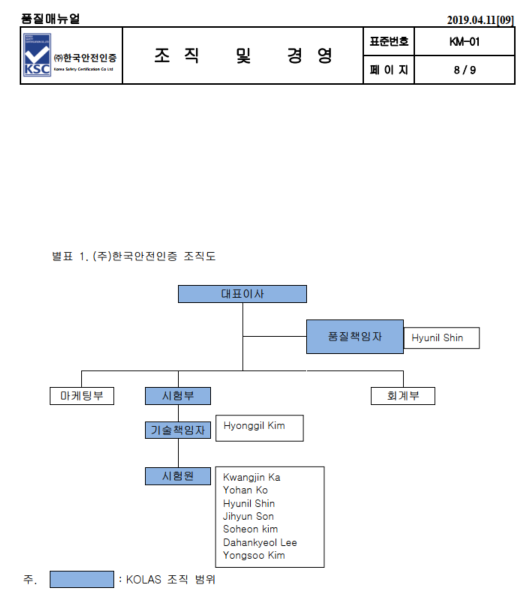 품질매뉴얼 2019.04.11[09]
KSC
(주)한국안전인증
Korea Safety Certification Co Ltd
조 직 및 경 영
표준번호 KM-01
페 이 지 8 / 9
별표 1. (주)한국안전인증 조직도
대표이사
품질책임자 Hyunil Shin
마케팅부 시험부 회계부
기술책임자 Hyonggil Kim
시험원
Kwangjin Ka
Yohan Ko
Hyunil Shin
Jihyun Son
Soheon kim
Dahankyeol Lee
Yongsoo Kim
주. : KOLAS 조직 범위